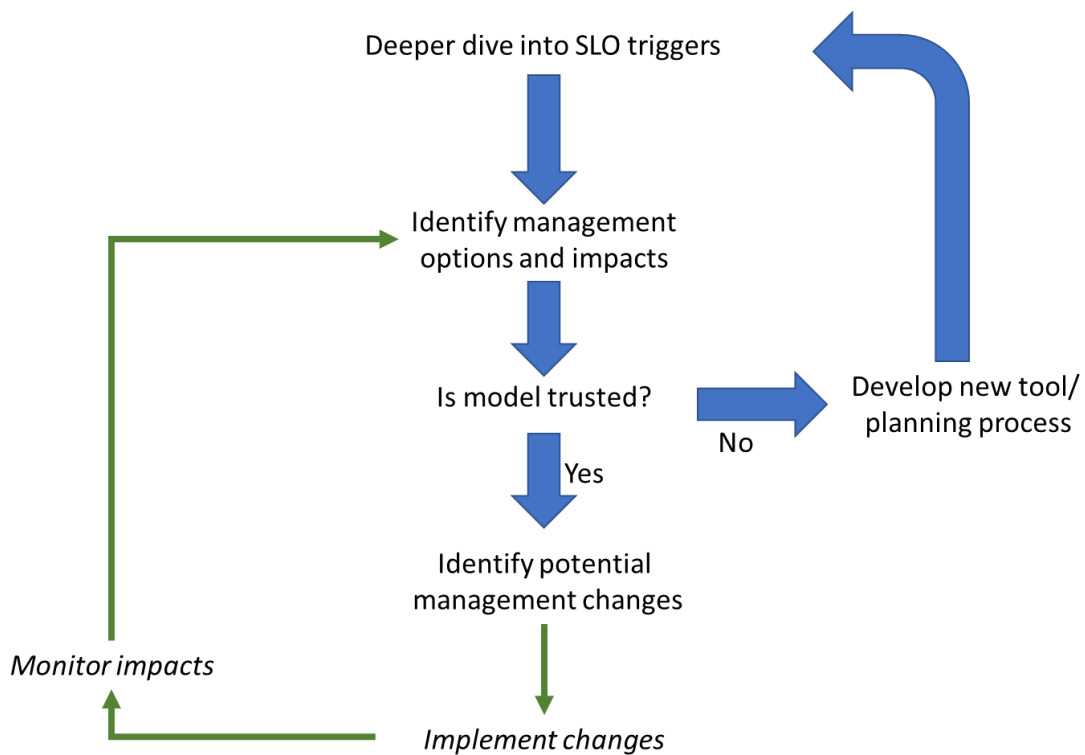 Deeper dive into SLO triggers
Identify management
options and impacts
Is model trusted?
No
Develop new tool/
planning process
Yes
Identify potential
management changes
Monitor impacts
Implement changes